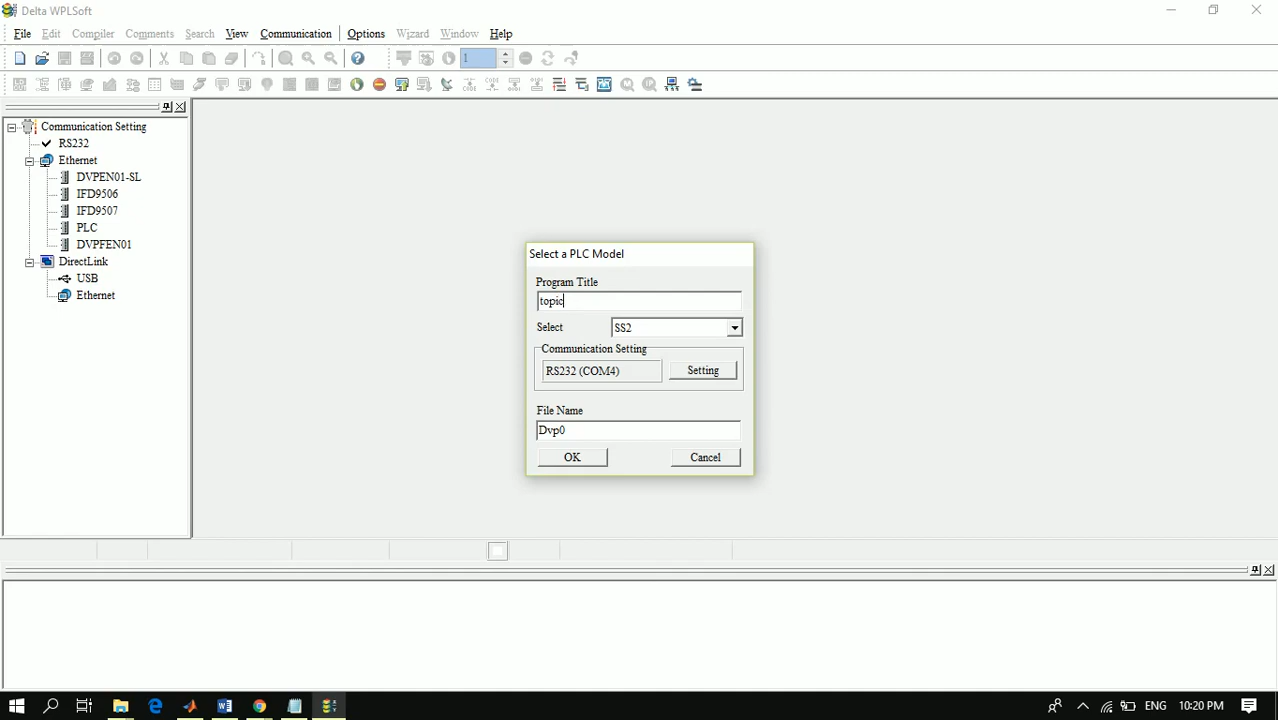 Delta WPLSoft
File Edit Compiler Comments Search View Communication Options Wizard Window Help
1
Communication Setting
RS232
Ethernet
DVPEN01-SL
IFD9506
IFD9507
PLC
DVPFEN01
DirectLink
USB
Ethernet
Select a PLC Model
Program Title
topic
Select SS2
Communication Setting
RS232 (COM4) Setting
File Name
Dvp0
OK Cancel
ENG 10:20 PM